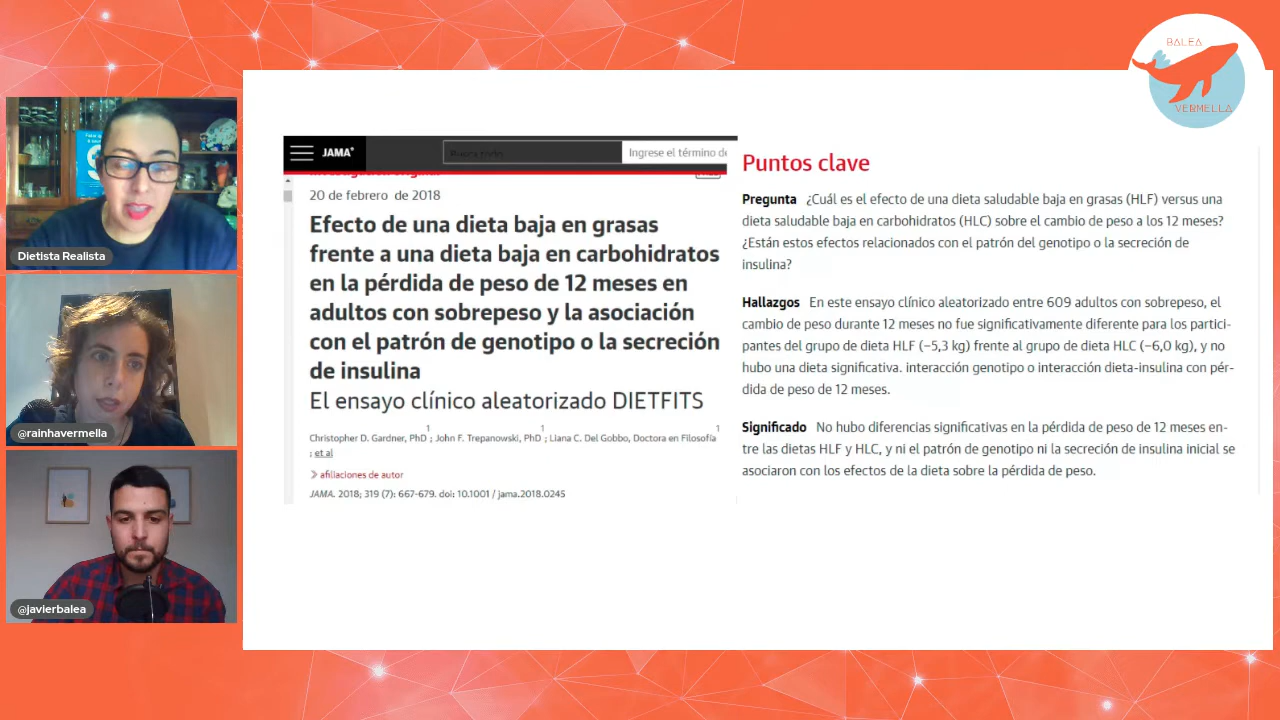 BALEA
VERMELLA
Dietista Realista
@rainhavermella
@javierbalea
JAMA®
Busca todo
Ingrese el término de
20 de febrero de 2018
Efecto de una dieta baja en grasas
frente a una dieta baja en carbohidratos
en la pérdida de peso de 12 meses en
adultos con sobrepeso y la asociación
con el patrón de genotipo o la secreción
de insulina
El ensayo clínico aleatorizado DIETFITS
Christopher D. Gardner, PhD 1 ; John F. Trepanowski, PhD 1 ; Liana C. Del Gobbo, Doctora en Filosofía 1
; et al
afiliaciones de autor
JAMA. 2018; 319 (7): 667-679. doi: 10.1001 / jama.2018.0245
Puntos clave
Pregunta ¿Cuál es el efecto de una dieta saludable baja en grasas (HLF) versus una
dieta saludable baja en carbohidratos (HLC) sobre el cambio de peso a los 12 meses?
¿Están estos efectos relacionados con el patrón del genotipo o la secreción de
insulina?
Hallazgos En este ensayo clínico aleatorizado entre 609 adultos con sobrepeso, el
cambio de peso durante 12 meses no fue significativamente diferente para los partici-
pantes del grupo de dieta HLF (−5,3 kg) frente al grupo de dieta HLC (−6,0 kg), y no
hubo una dieta significativa. interacción genotipo o interacción dieta-insulina con pér-
dida de peso de 12 meses.
Significado No hubo diferencias significativas en la pérdida de peso de 12 meses en-
tre las dietas HLF y HLC, y ni el patrón de genotipo ni la secreción de insulina inicial se
asociaron con los efectos de la dieta sobre la pérdida de peso.